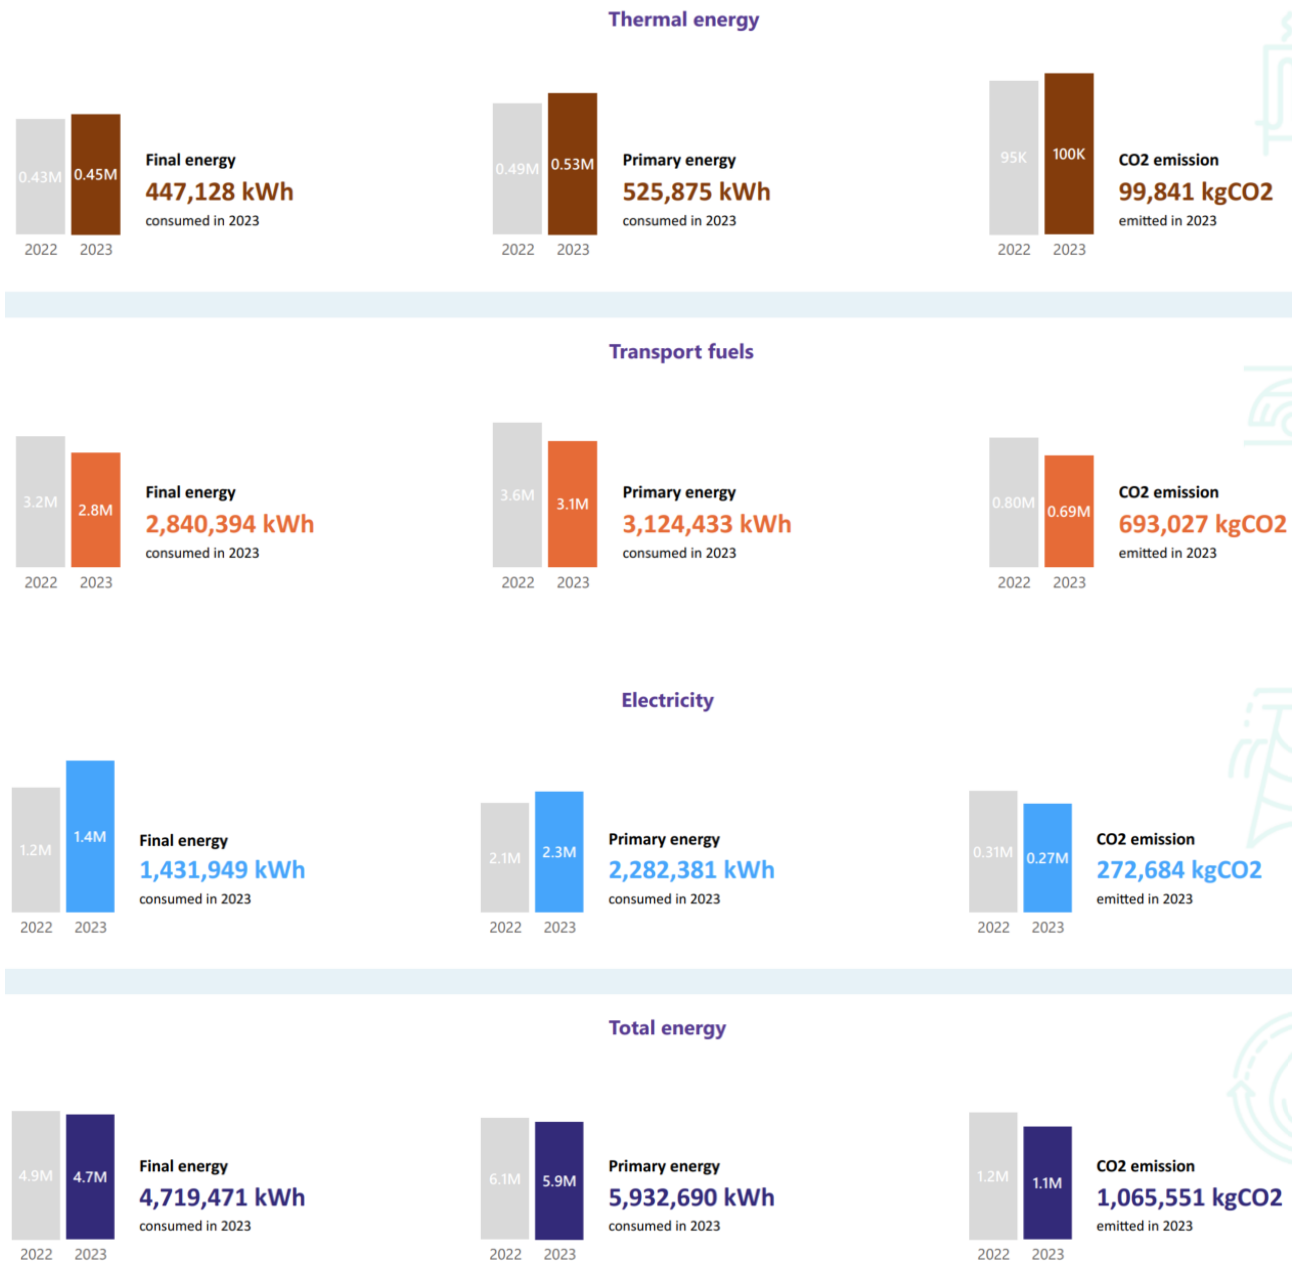 Thermal energy
0.43M 0.45M
2022 2023
Final energy
447,128 kWh
consumed in 2023
0.49M 0.53M
2022 2023
Primary energy
525,875 kWh
consumed in 2023
95K 100K
2022 2023
CO2 emission
99,841 kgCO2
emitted in 2023
Transport fuels
3.2M 2.8M
2022 2023
Final energy
2,840,394 kWh
consumed in 2023
3.6M 3.1M
2022 2023
Primary energy
3,124,433 kWh
consumed in 2023
0.80M 0.69M
2022 2023
CO2 emission
693,027 kgCO2
emitted in 2023
Electricity
1.2M 1.4M
2022 2023
Final energy
1,431,949 kWh
consumed in 2023
2.1M 2.3M
2022 2023
Primary energy
2,282,381 kWh
consumed in 2023
0.31M 0.27M
2022 2023
CO2 emission
272,684 kgCO2
emitted in 2023
Total energy
4.9M 4.7M
2022 2023
Final energy
4,719,471 kWh
consumed in 2023
6.1M 5.9M
2022 2023
Primary energy
5,932,690 kWh
consumed in 2023
1.2M 1.1M
2022 2023
CO2 emission
1,065,551 kgCO2
emitted in 2023